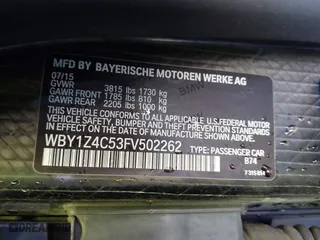 MFD BY BAYERISCHE MOTOREN WERKE AG
07/15
GVWR 3815 lbs 1730 kg
GAWR FRONT 1785 lbs 810 kg
GAWR REAR 2205 lbs 1000 kg
THIS VEHICLE CONFORMS TO ALL APPLICABLE U.S. FEDERAL MOTOR
VEHICLE SAFETY, BUMPER, AND THEFT PREVENTION STANDARDS
IN EFFECT ON THE DATE OF MANUFACTURE SHOWN ABOVE.
WBY1Z4C53FV502262
TYPE: PASSENGER CAR
B74